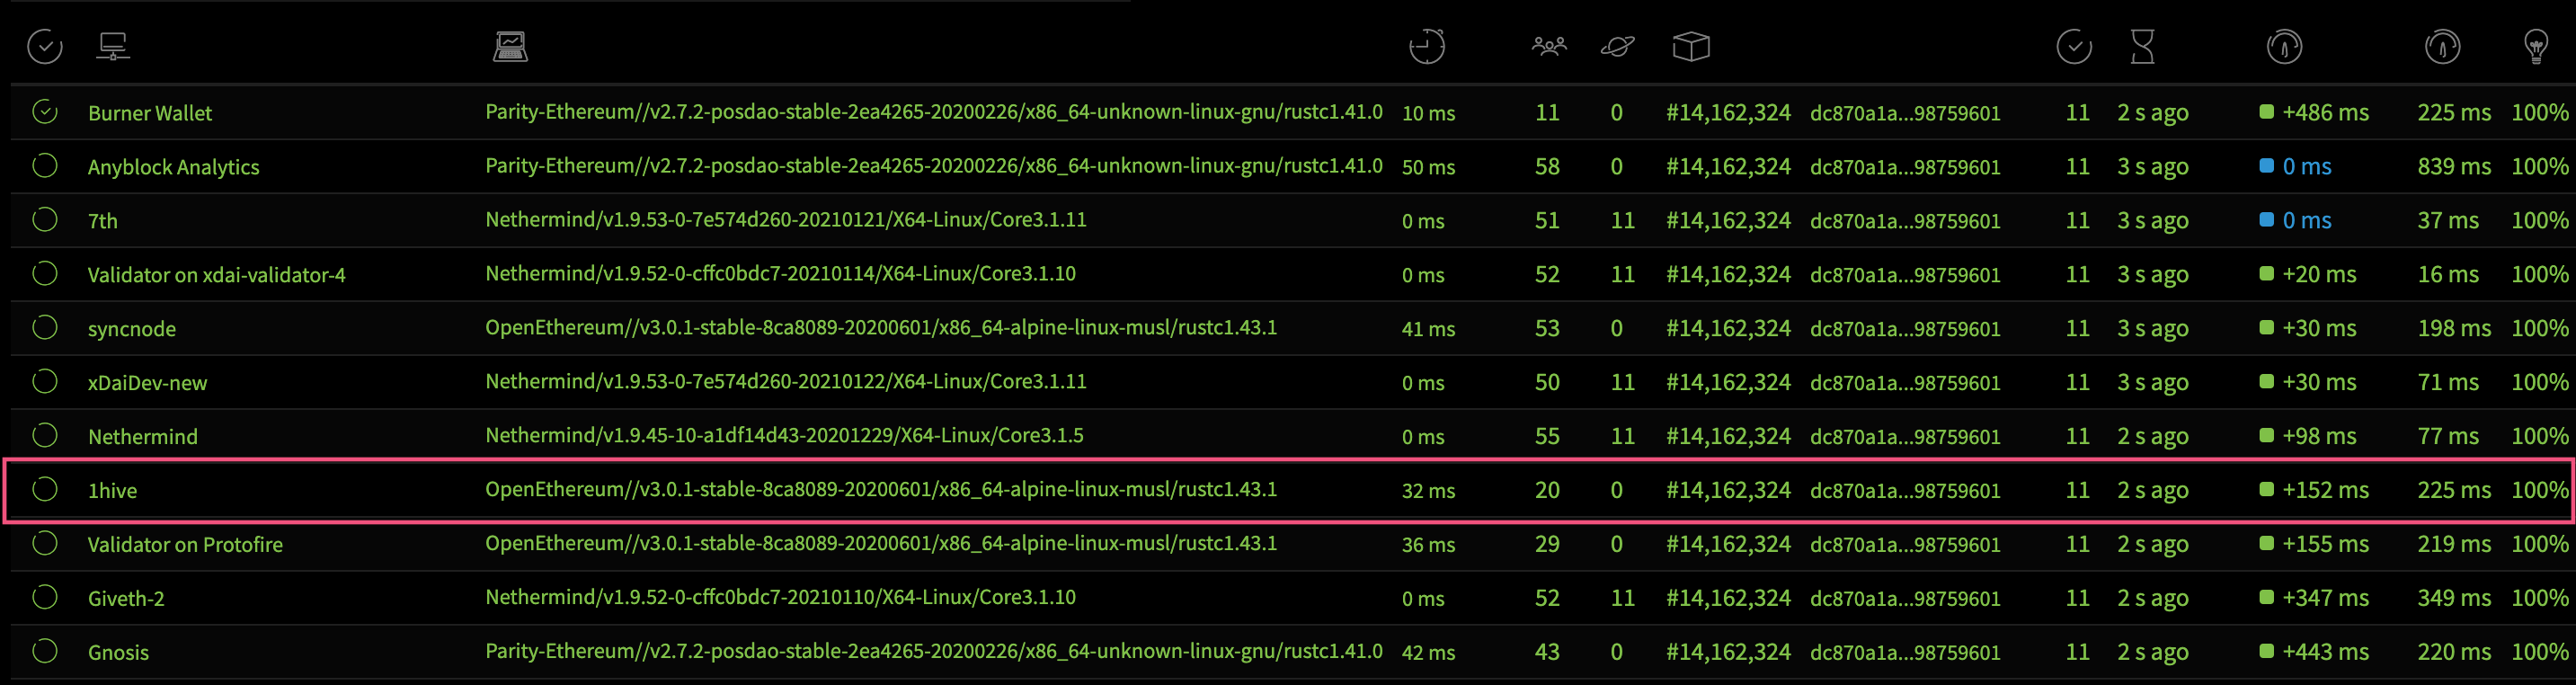 Burner Wallet Parity-Ethereum//v2.7.2-posdao-stable-2ea4265-20200226/x86_64-unknown-linux-gnu/rustc1.41.0 10 ms 11 0 #14,162,324 dc870a1a...98759601 11 2 s ago +486 ms 225 ms 100%
Anyblock Analytics Parity-Ethereum//v2.7.2-posdao-stable-2ea4265-20200226/x86_64-unknown-linux-gnu/rustc1.41.0 50 ms 58 0 #14,162,324 dc870a1a...98759601 11 3 s ago 0 ms 839 ms 100%
7th Nethermind/v1.9.53-0-7e574d260-20210121/X64-Linux/Core3.1.11 0 ms 51 11 #14,162,324 dc870a1a...98759601 11 3 s ago 0 ms 37 ms 100%
Validator on xdai-validator-4 Nethermind/v1.9.52-0-cffc0bdc7-20210114/X64-Linux/Core3.1.10 0 ms 52 11 #14,162,324 dc870a1a...98759601 11 3 s ago +20 ms 16 ms 100%
syncnode OpenEthereum//v3.0.1-stable-8ca8089-20200601/x86_64-alpine-linux-musl/rustc1.43.1 41 ms 53 0 #14,162,324 dc870a1a...98759601 11 3 s ago +30 ms 198 ms 100%
xDaiDev-new Nethermind/v1.9.53-0-7e574d260-20210122/X64-Linux/Core3.1.11 0 ms 50 11 #14,162,324 dc870a1a...98759601 11 3 s ago +30 ms 71 ms 100%
Nethermind Nethermind/v1.9.45-10-a1df14d43-20201229/X64-Linux/Core3.1.5 0 ms 55 11 #14,162,324 dc870a1a...98759601 11 2 s ago +98 ms 77 ms 100%
1hive OpenEthereum//v3.0.1-stable-8ca8089-20200601/x86_64-alpine-linux-musl/rustc1.43.1 32 ms 20 0 #14,162,324 dc870a1a...98759601 11 2 s ago +152 ms 225 ms 100%
Validator on Protofire OpenEthereum//v3.0.1-stable-8ca8089-20200601/x86_64-alpine-linux-musl/rustc1.43.1 36 ms 29 0 #14,162,324 dc870a1a...98759601 11 2 s ago +155 ms 219 ms 100%
Giveth-2 Nethermind/v1.9.52-0-cffc0bdc7-20210110/X64-Linux/Core3.1.10 0 ms 52 11 #14,162,324 dc870a1a...98759601 11 2 s ago +347 ms 349 ms 100%
Gnosis Parity-Ethereum//v2.7.2-posdao-stable-2ea4265-20200226/x86_64-unknown-linux-gnu/rustc1.41.0 42 ms 43 0 #14,162,324 dc870a1a...98759601 11 2 s ago +443 ms 220 ms 100%